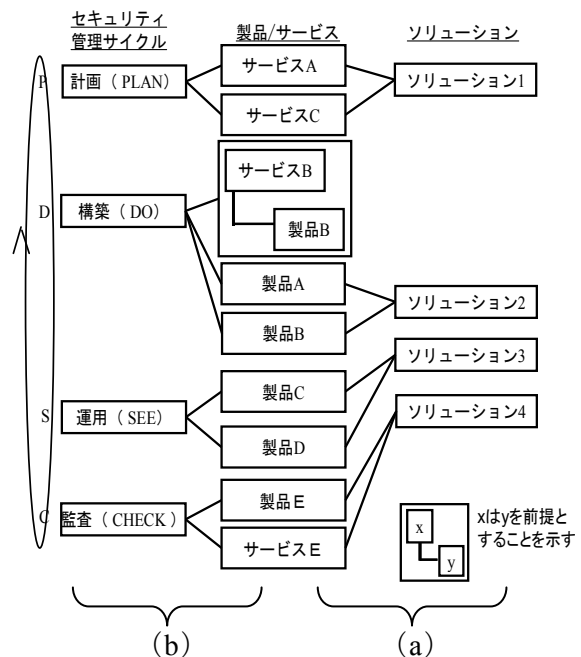 セキュリティ
管理サイクル
製品/サービス
ソリューション
P
計画（ PLAN）
サービスA
サービスC
ソリューション1
D
構築（ DO）
サービスB
製品B
製品A
製品B
ソリューション2
S
運用（ SEE）
製品C
製品D
ソリューション3
ソリューション4
C
監査（ CHECK ）
製品E
サービスE
x
y
xはyを前提と
することを示す
(b)
(a)